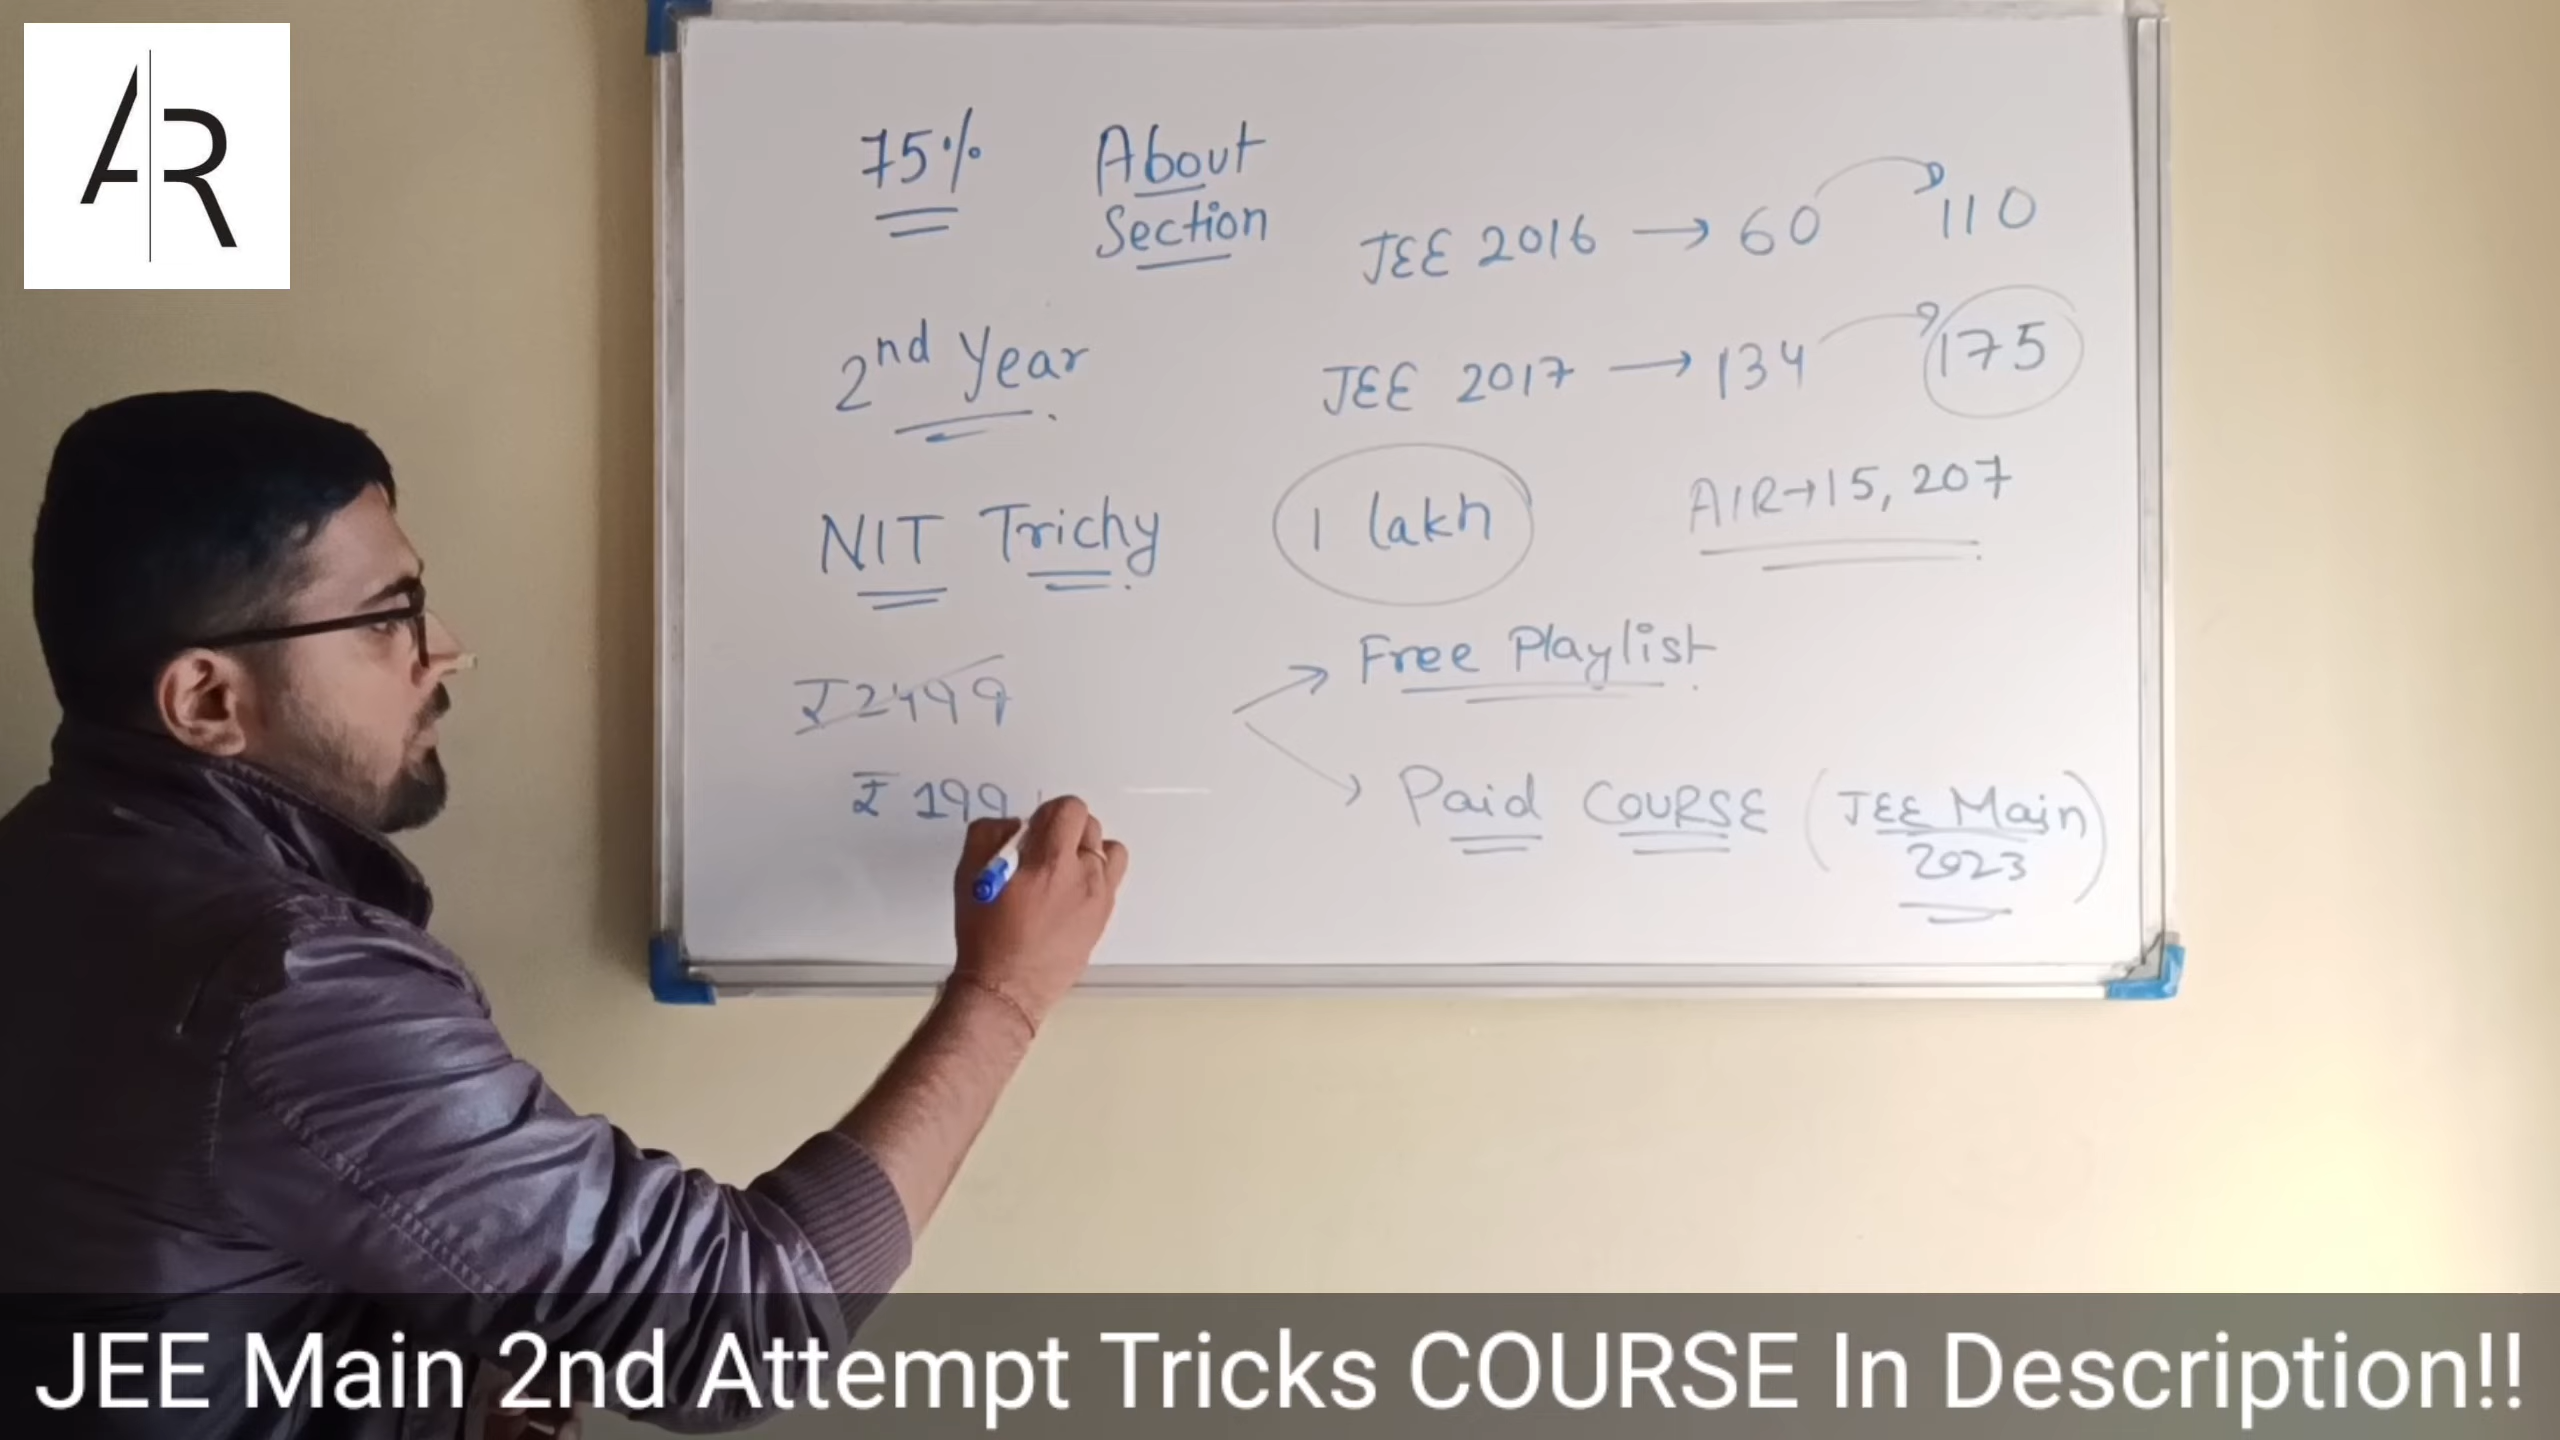 AR
75% About
Section
JEE 2016 → 60 110
2nd Year
JEE 2017 → 134 175
NIT Trichy 1 lakh AIR→15,207
Free Playlist
₹2499
₹199
Paid COURSE (JEE Main
2023)
JEE Main 2nd Attempt Tricks COURSE In Description!!